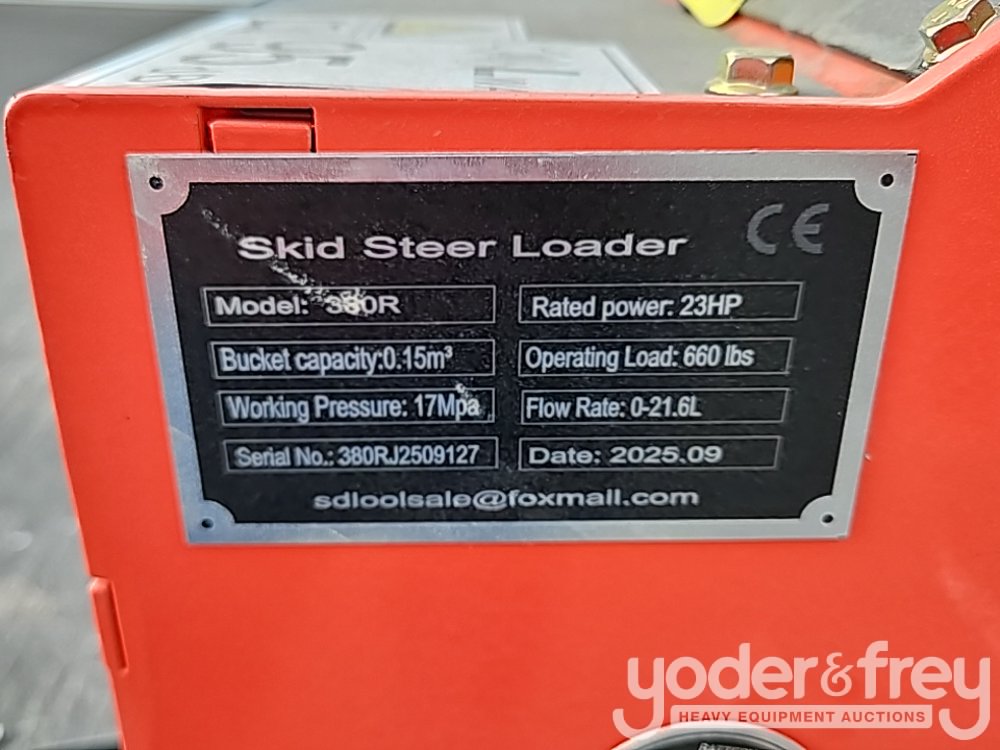 Skid Steer Loader CE
Model: 380R
Rated power: 23HP
Bucket capacity:0.15m³
Operating Load: 660 lbs
Working Pressure: 17Mpa
Flow Rate: 0-21.6L
Serial No.: 380RJ2509127
Date: 2025.09
sdloolsale@foxmall.com
yoder&frey
HEAVY EQUIPMENT AUCTIONS